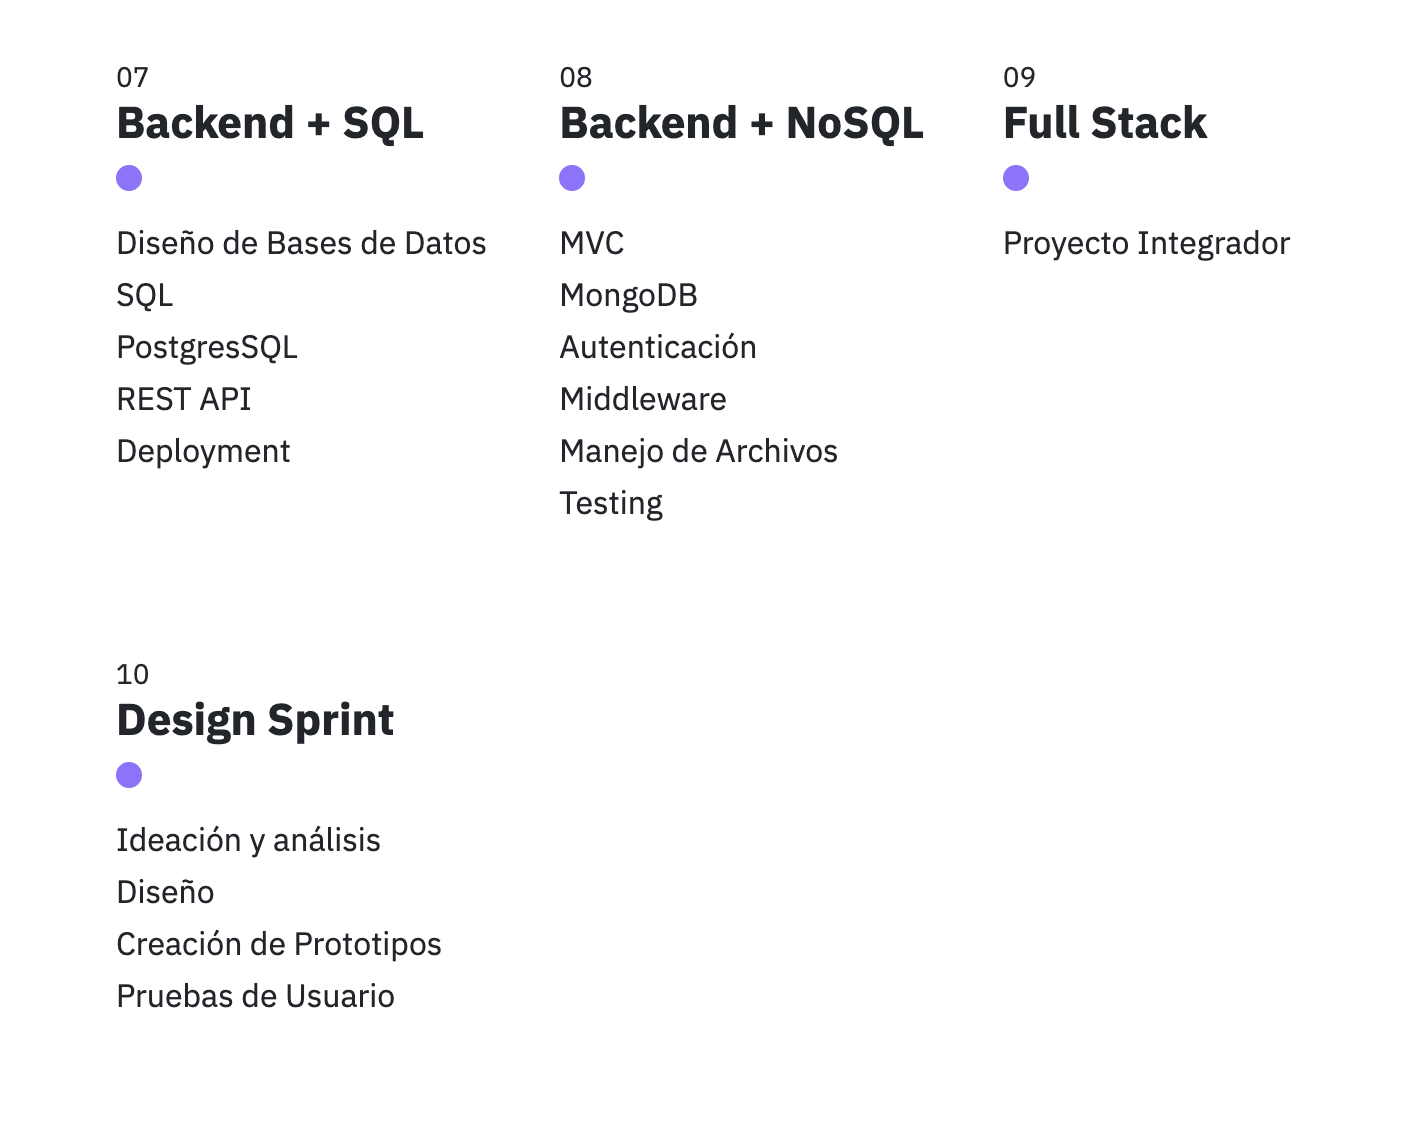 07
Backend + SQL
Diseño de Bases de Datos
SQL
PostgresSQL
REST API
Deployment
08
Backend + NoSQL
MVC
MongoDB
Autenticación
Middleware
Manejo de Archivos
Testing
09
Full Stack
Proyecto Integrador
10
Design Sprint
Ideación y análisis
Diseño
Creación de Prototipos
Pruebas de Usuario